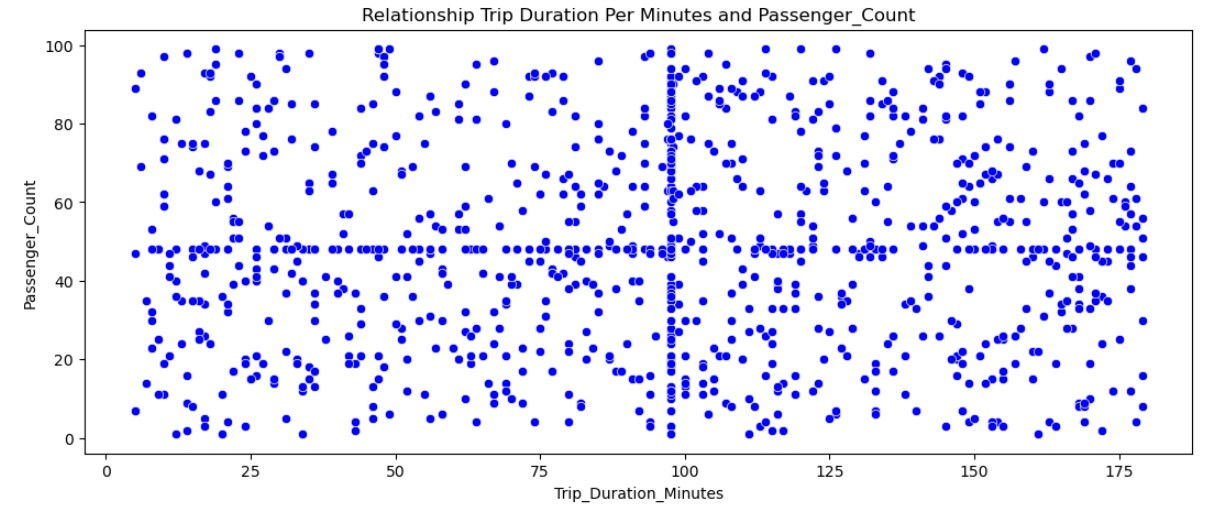 Relationship Trip Duration Per Minutes and Passenger_Count
100
80
60
40
20
0
Passenger_Count
0 25 50 75 100 125 150 175
Trip_Duration_Minutes